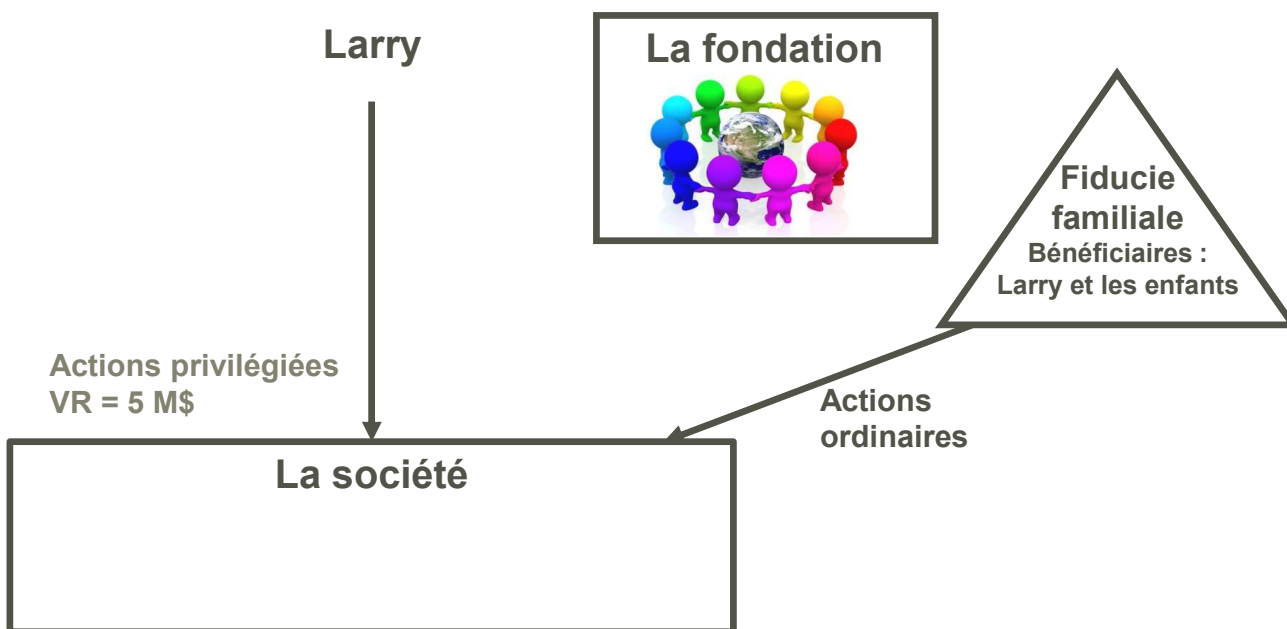 Larry
La fondation
Fiducie
familiale
Bénéficiaires :
Larry et les enfants
Actions privilégiées
VR = 5 M$
Actions
ordinaires
La société